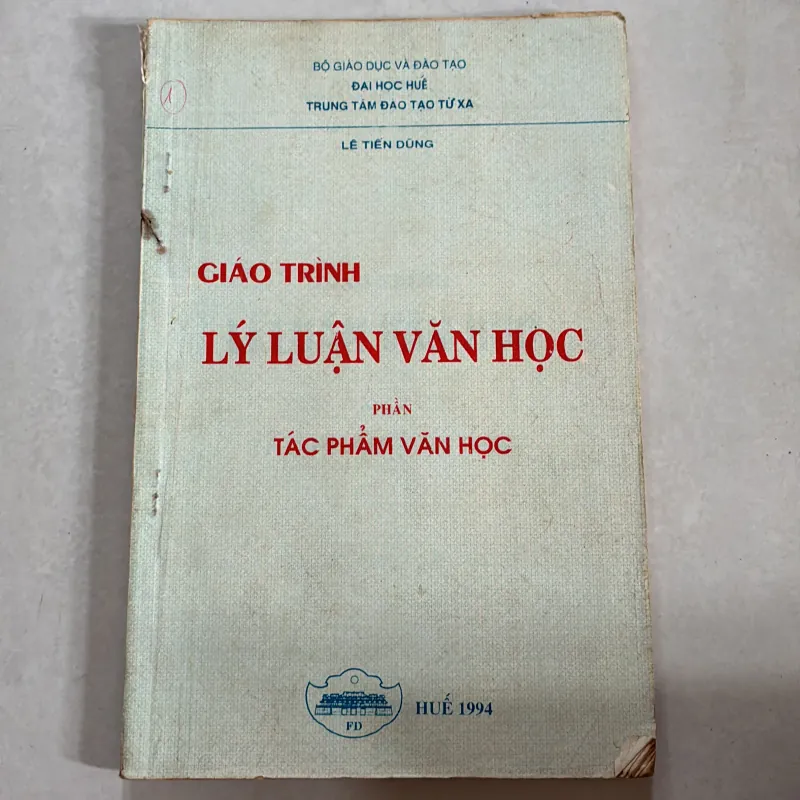 BỘ GIÁO DỤC VÀ ĐÀO TẠO
ĐẠI HỌC HUẾ
TRUNG TÂM ĐÀO TẠO TỪ XA
1
LÊ TIẾN DŨNG
GIÁO TRÌNH
LÝ LUẬN VĂN HỌC
PHẦN
TÁC PHẨM VĂN HỌC
FD
HUẾ 1994